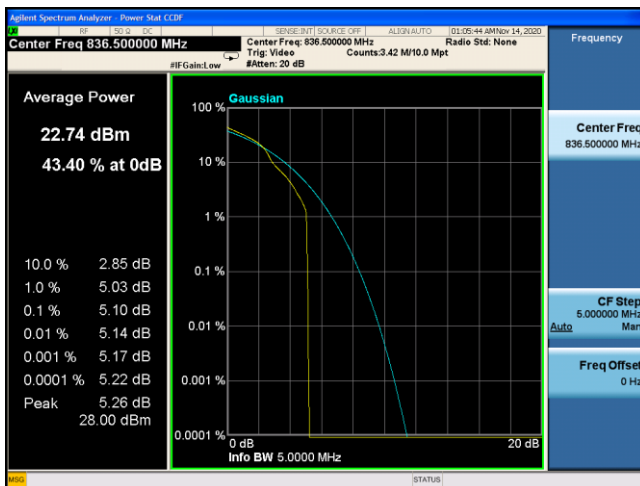 Agilent Spectrum Analyzer - Power Stat CCDF
RF 50 Ω DC SENSE:INT SOURCE OFF ALIGN AUTO 01:05:44 AM Nov 14, 2020
Center Freq 836.500000 MHz
Center Freq: 836.500000 MHz Radio Std: None
Trig: Video Counts:3.42 M/10.0 Mpt
#IFGain:Low #Atten: 20 dB
Frequency
Average Power
22.74 dBm
43.40 % at 0dB
10.0 % 2.85 dB
1.0 % 5.03 dB
0.1 % 5.10 dB
0.01 % 5.14 dB
0.001 % 5.17 dB
0.0001 % 5.22 dB
Peak 5.26 dB
28.00 dBm
Gaussian
100 %
10 %
1 %
0.1 %
0.01 %
0.001 %
0.0001 %
0 dB 20 dB
Info BW 5.0000 MHz
Center Freq
836.500000 MHz
CF Step
5.000000 MHz
Auto Man
Freq Offset
0 Hz
MSG STATUS